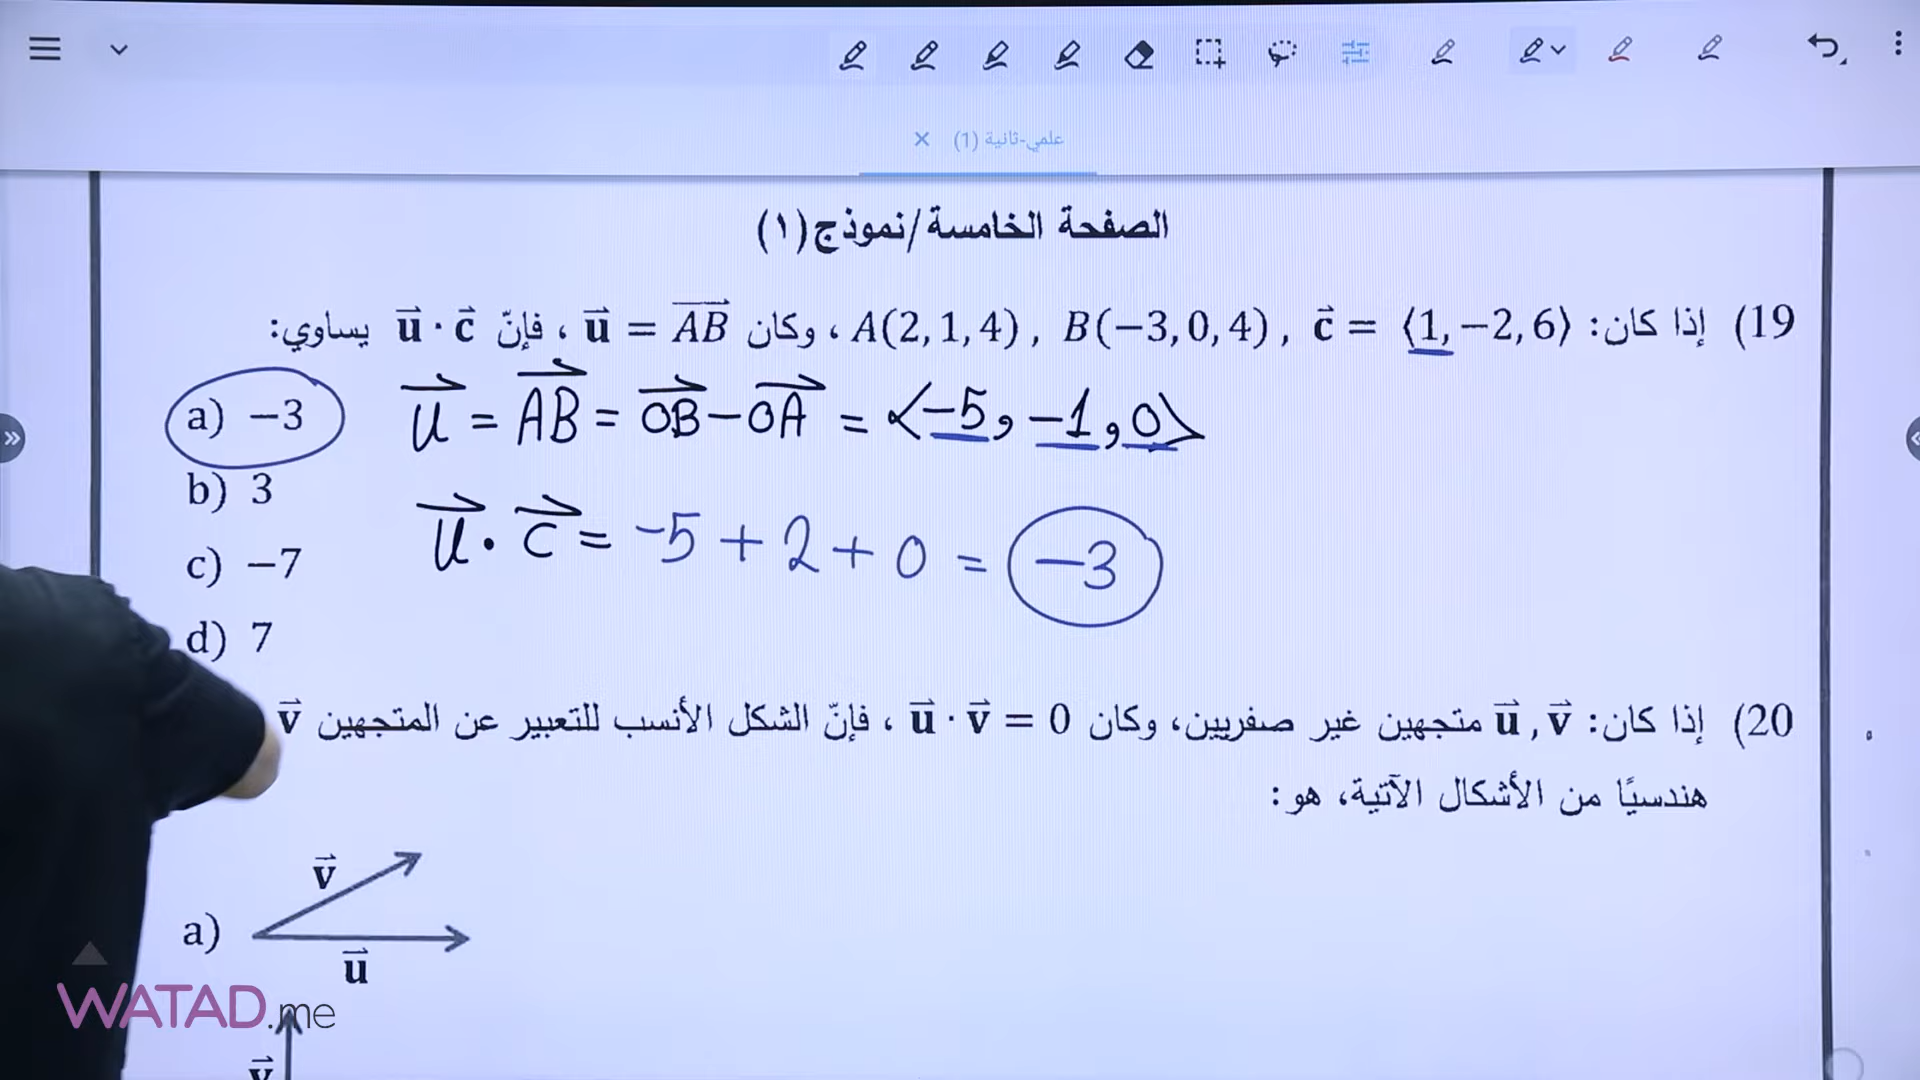 علمي-ثانية (1)
الصفحة الخامسة/نموذج(١)
19) إذا كان: A(2, 1, 4) , B(−3, 0, 4) , c⃗ = ⟨1, −2, 6⟩ ، وكان u⃗ = AB⃗ ، فإنّ u⃗ · c⃗ يساوي:
a) −3
u⃗ = AB⃗ = OB⃗ − OA⃗ = <−5, −1, 0>
b) 3
u⃗ · c⃗ = −5 + 2 + 0 = −3
c) −7
d) 7
20) إذا كان: u⃗ , v⃗ متجهين غير صفريين، وكان u⃗ · v⃗ = 0 ، فإنّ الشكل الأنسب للتعبير عن المتجهين v⃗
هندسيًا من الأشكال الآتية، هو:
v⃗
a)
u⃗
WATAD.me
v⃗